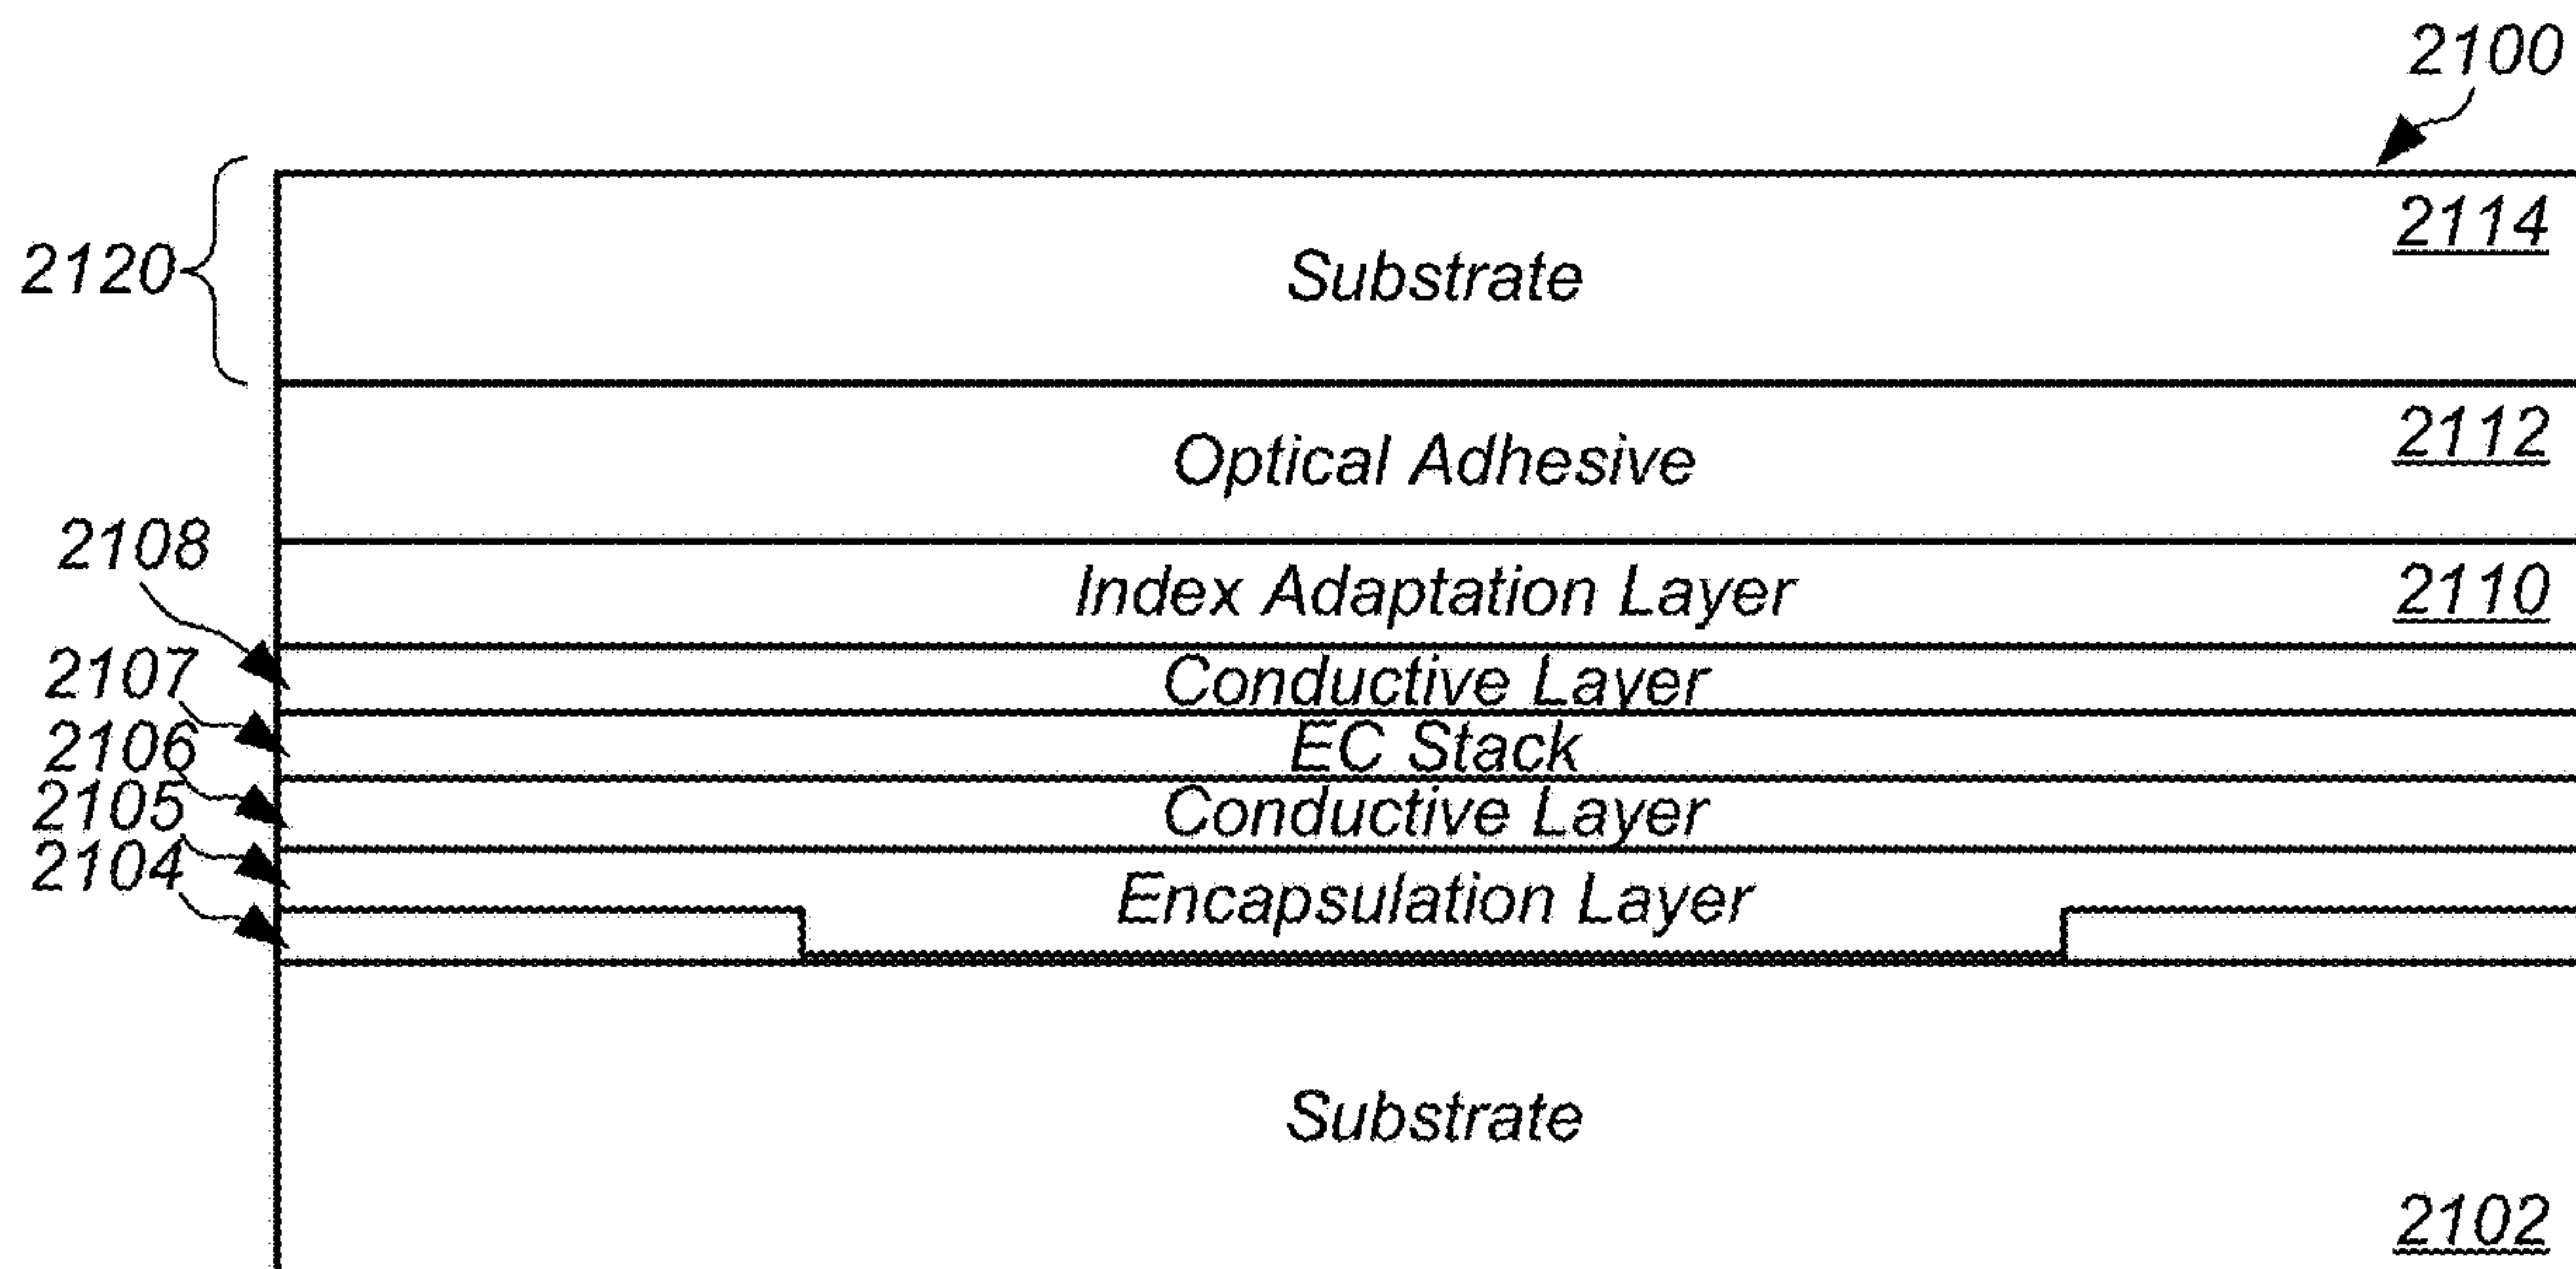 2100
2114
2120
Substrate
2112
Optical Adhesive
2108
Index Adaptation Layer
2110
2107
Conductive Layer
2106
EC Stack
2105
Conductive Layer
2104
Encapsulation Layer
Substrate
2102